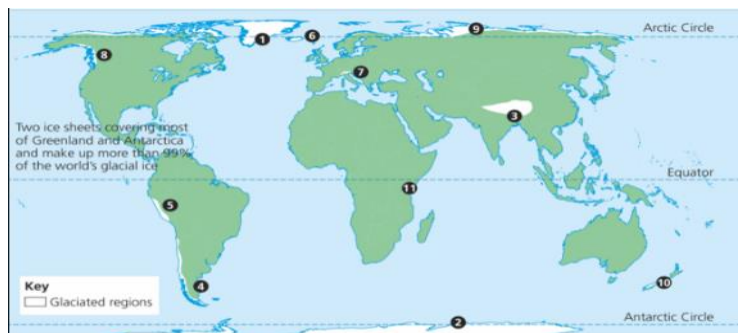 Arctic Circle
1
6
9
8
7
3
Two ice sheets covering most
of Greenland and Antarctica
and make up more than 99%
of the world's glacial ice
Equator
5
11
4
10
Key
Glaciated regions
Antarctic Circle
2